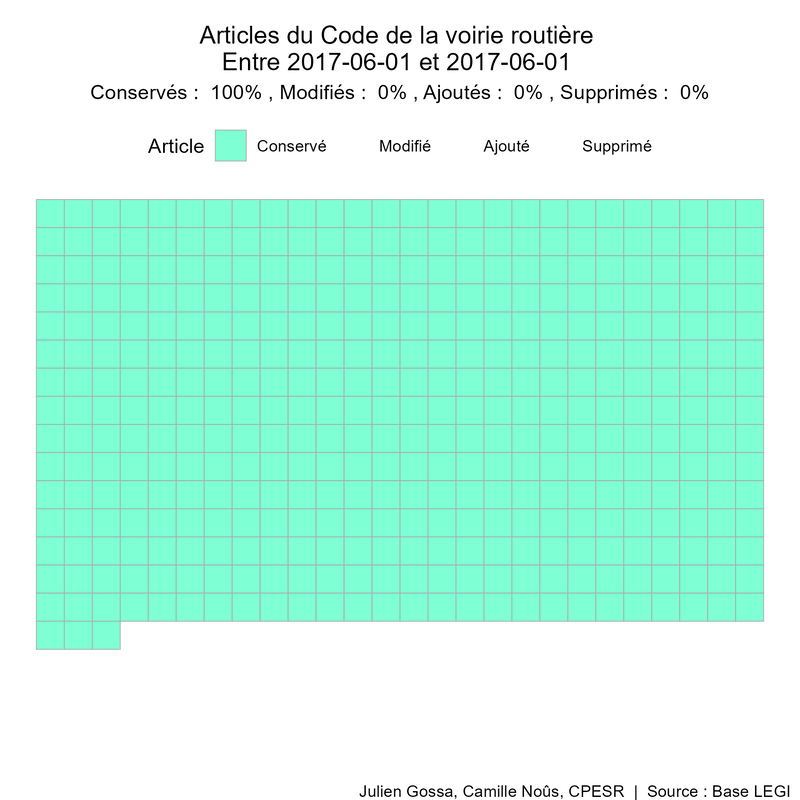 Articles du Code de la voirie routière
Entre 2017-06-01 et 2017-06-01
Conservés :  100% , Modifiés :  0% , Ajoutés :  0% , Supprimés :  0%
Article Conservé Modifié Ajouté Supprimé
Julien Gossa, Camille Noûs, CPESR  |  Source : Base LEGI